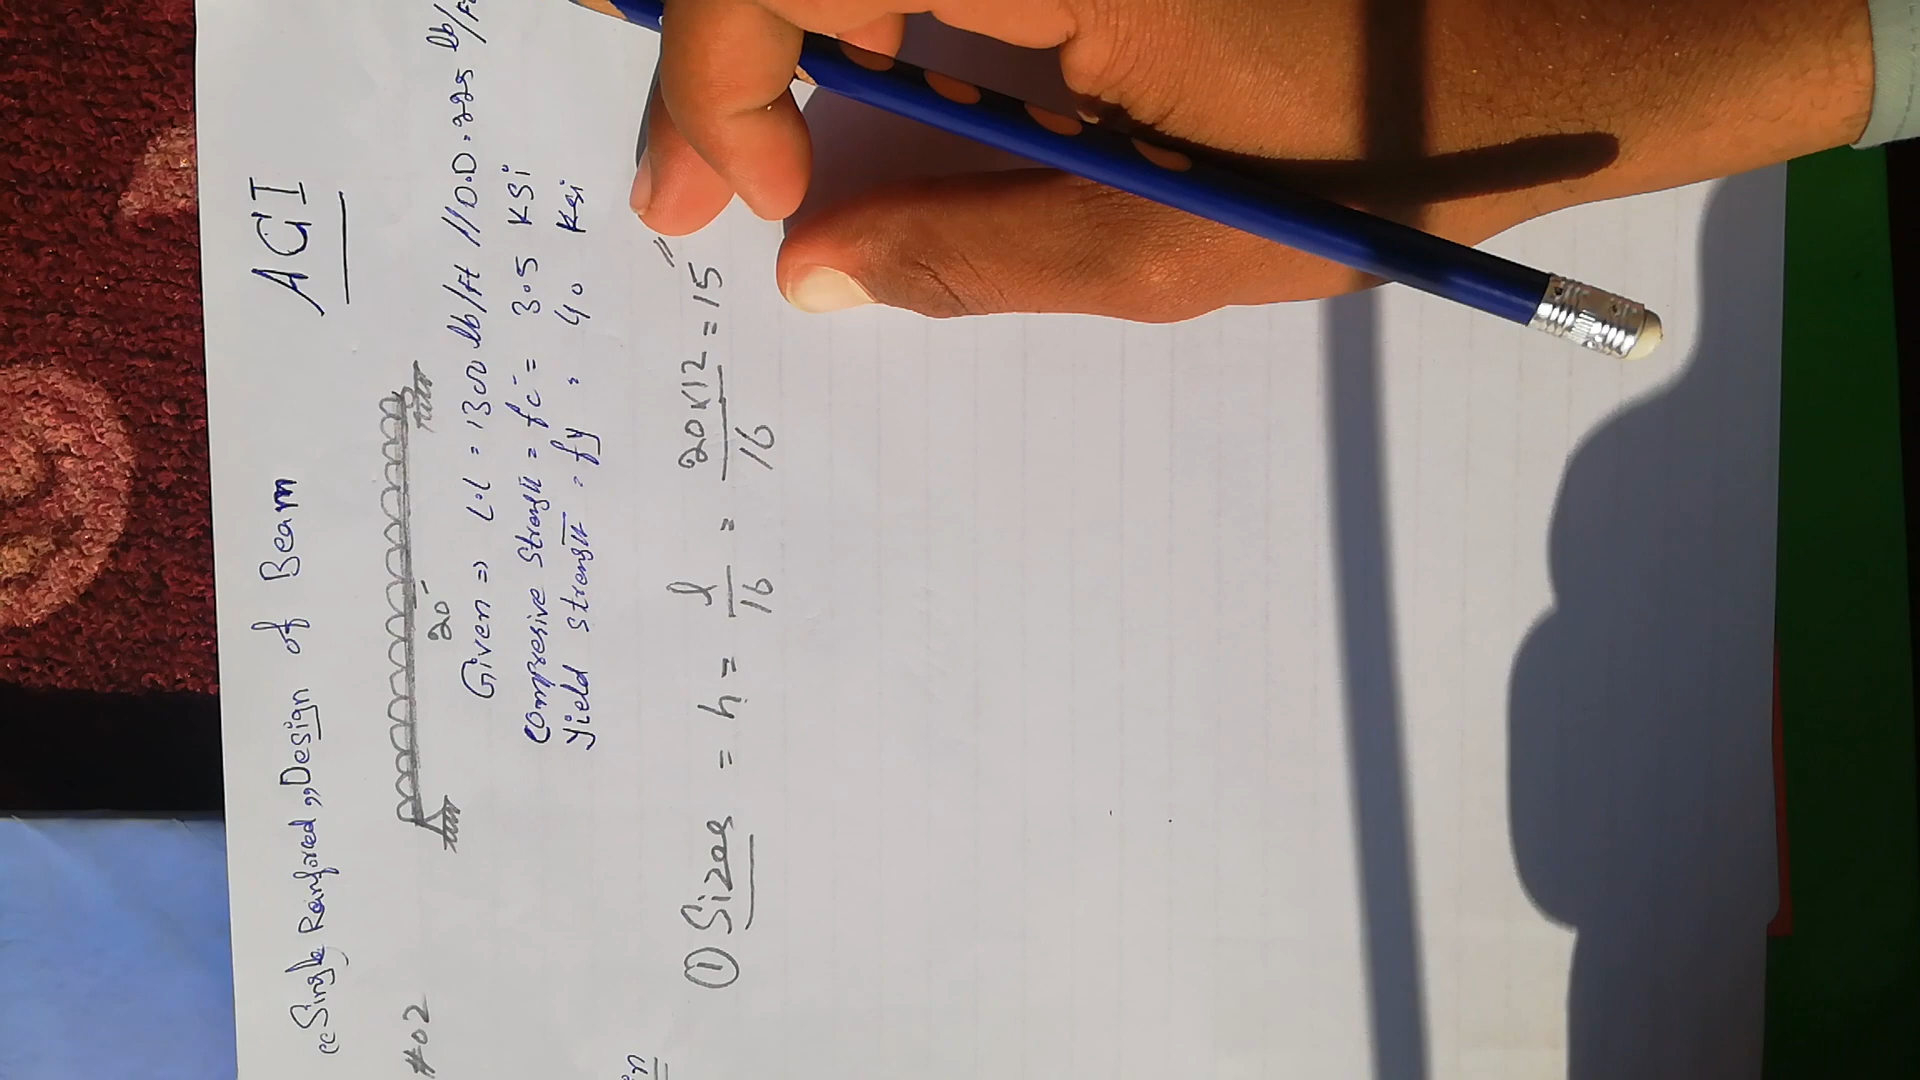 ACI
"Single Reinforced" Design of Beam
#02
20'
Given => L.L = 1300 lb/ft // D.D = 225 lb/ft
Compresive Strength = fc' = 3.5 KSi
Yield Strength = fy = 40 Ksi
① Sizes = h = l/16 = 20x12/16 = 15"